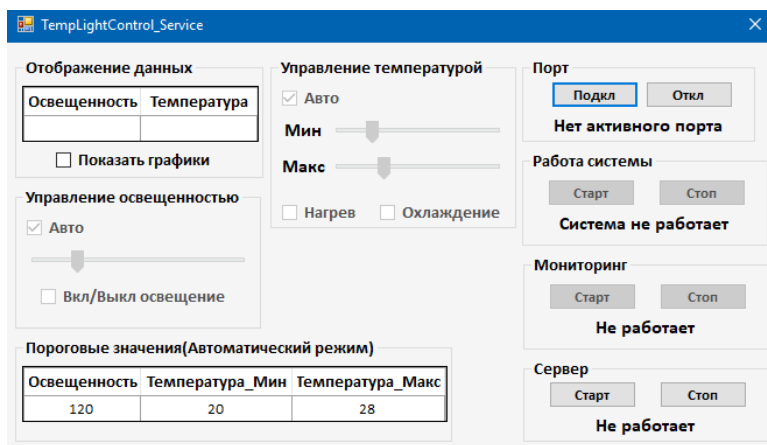 TempLightControl_Service
Отображение данных
Освещенность Температура
Показать графики
Управление освещенностью
Авто
Вкл/Выкл освещение
Управление температурой
Авто
Мин
Макс
Нагрев Охлаждение
Порт
Подкл Откл
Нет активного порта
Работа системы
Старт Стоп
Система не работает
Мониторинг
Старт Стоп
Не работает
Сервер
Старт Стоп
Не работает
Пороговые значения(Автоматический режим)
Освещенность Температура_Мин Температура_Макс
120 20 28